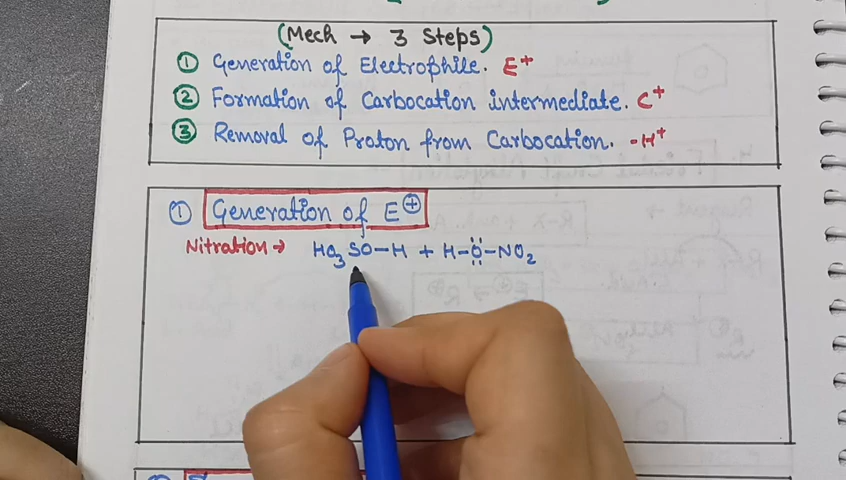 (Mech → 3 Steps)
① Generation of Electrophile. E⁺
② Formation of Carbocation intermediate. C⁺
③ Removal of Proton from Carbocation. -H⁺
① Generation of E⊕
Nitration → HO₃SO–H + H–Ö–NO₂